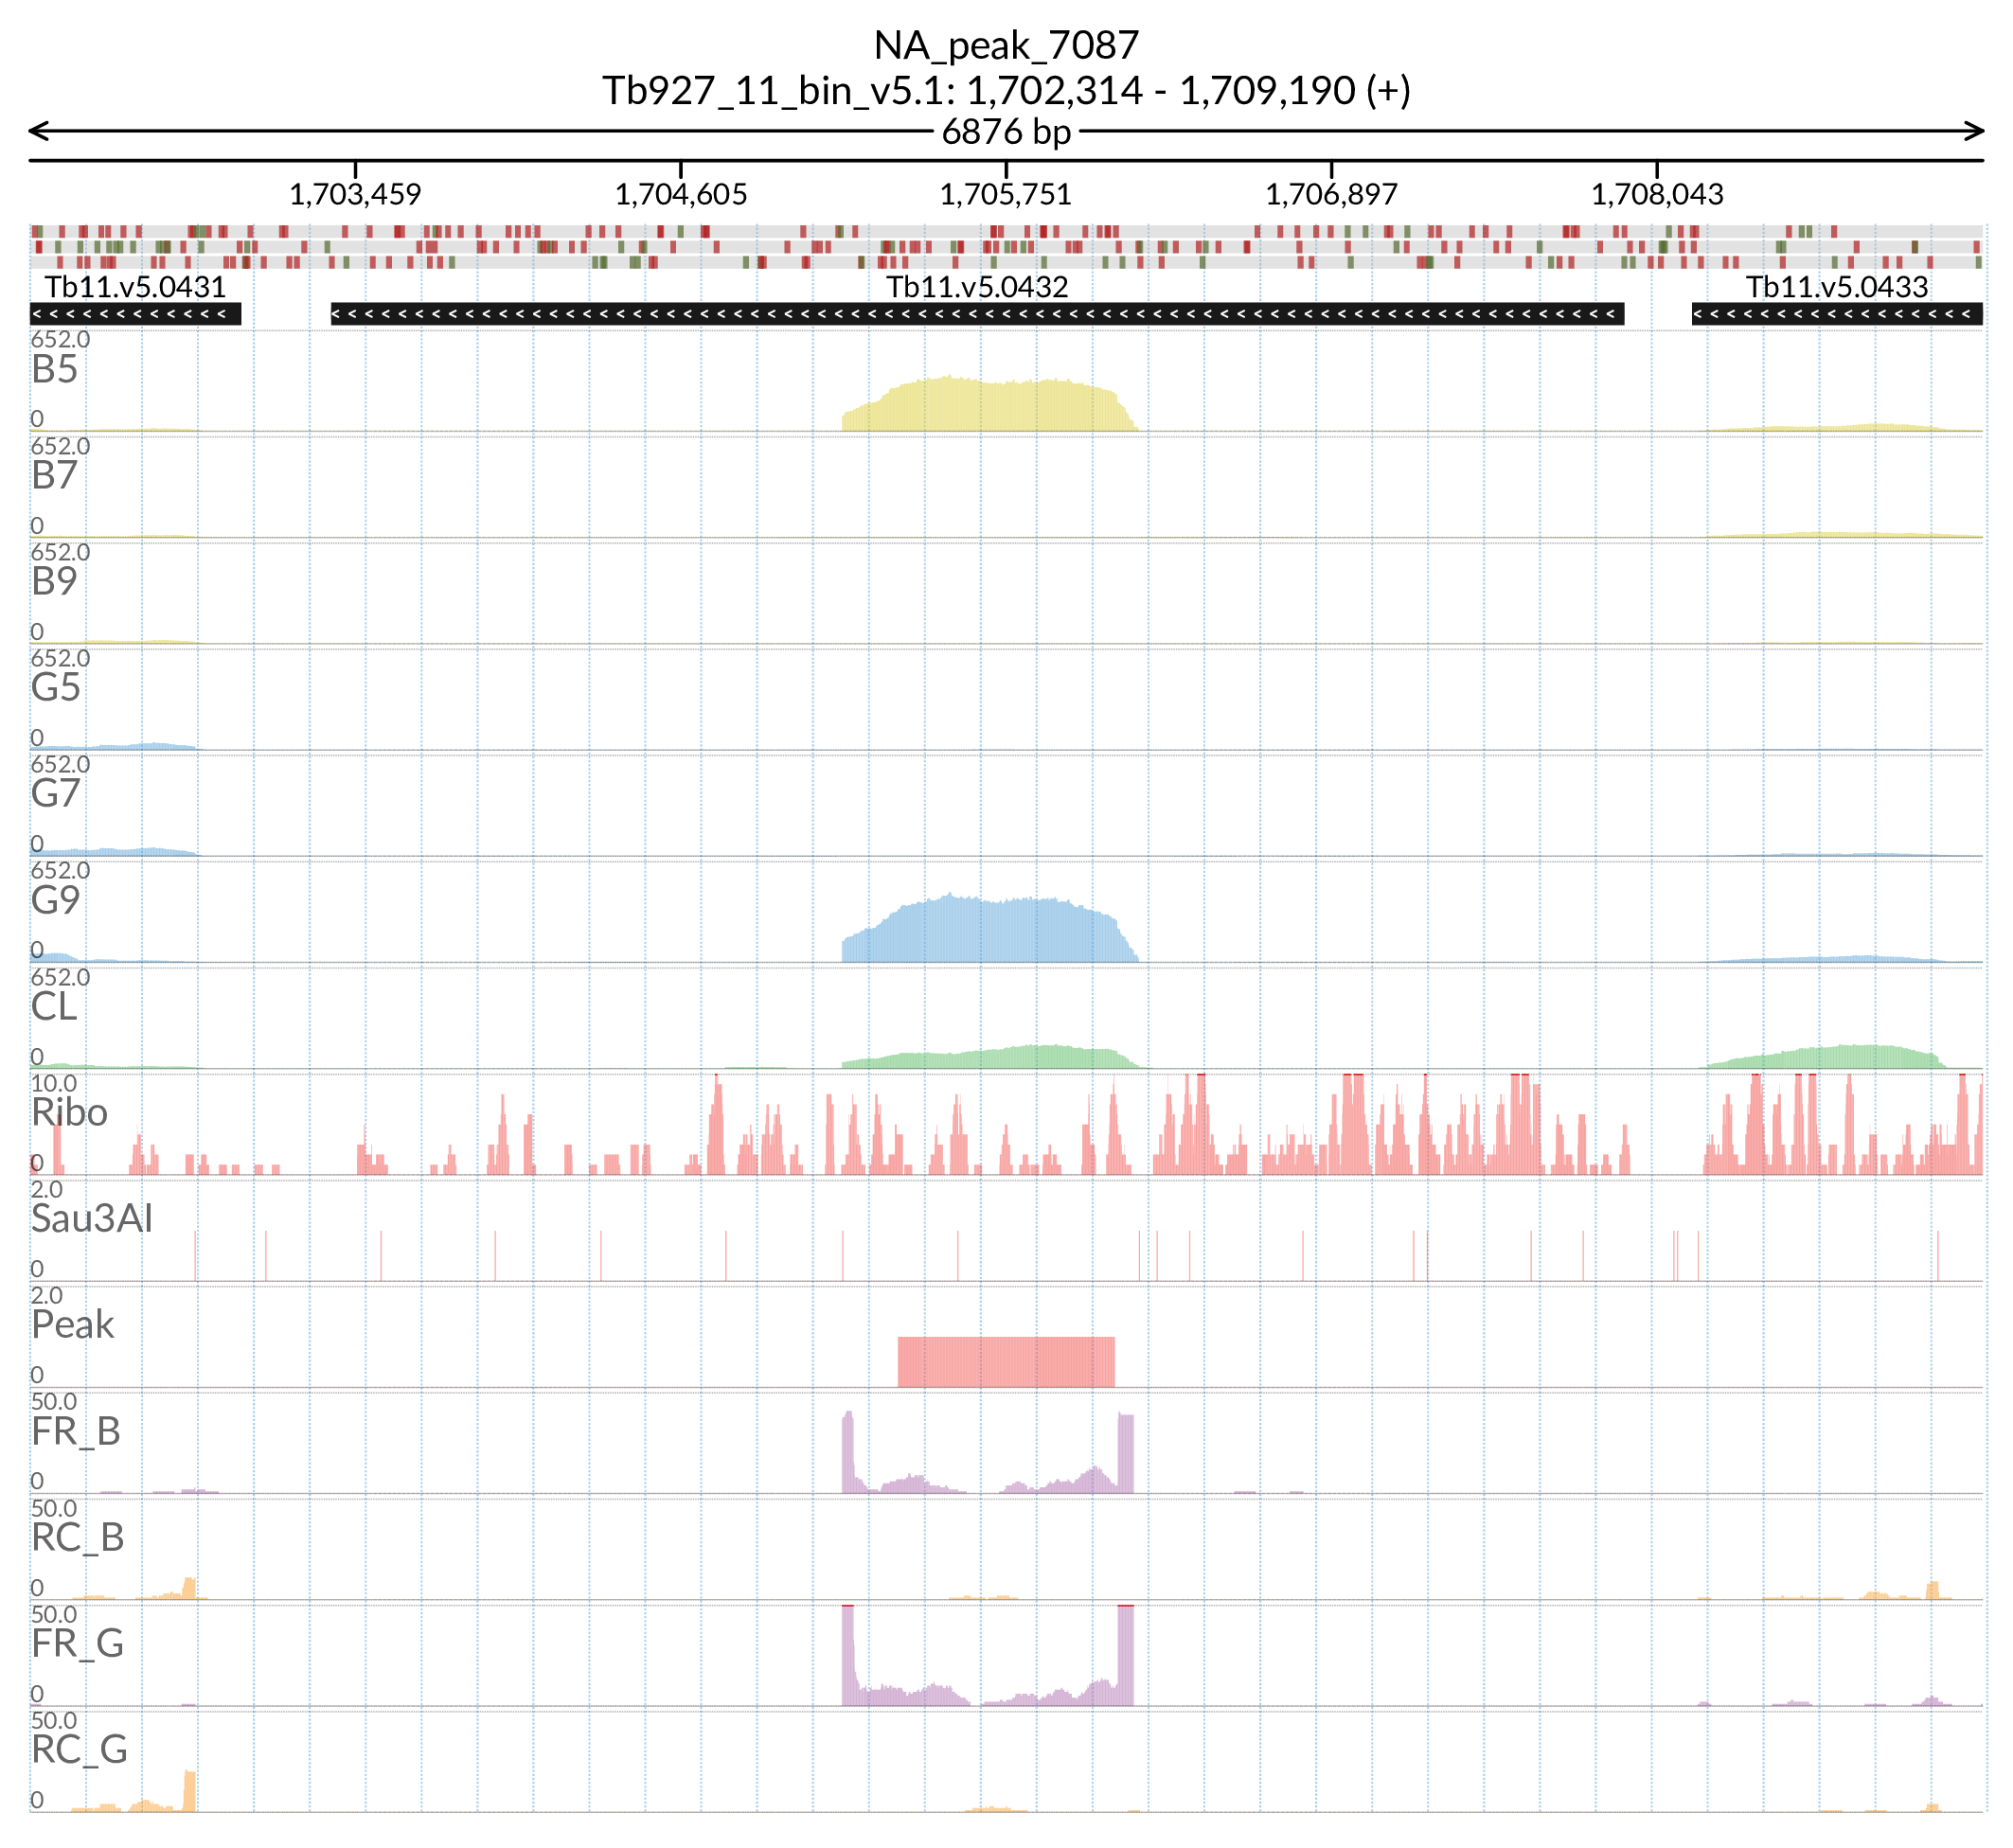 NA_peak_7087
Tb927_11_bin_v5.1: 1,702,314 - 1,709,190 (+)
6876 bp
1,703,459 1,704,605 1,705,751 1,706,897 1,708,043
Tb11.v5.0431 Tb11.v5.0432 Tb11.v5.0433
652.0
B5
0
652.0
B7
0
652.0
B9
0
652.0
G5
0
652.0
G7
0
652.0
G9
0
652.0
CL
0
10.0
Ribo
0
2.0
Sau3AI
0
2.0
Peak
0
50.0
FR_B
0
50.0
RC_B
0
50.0
FR_G
0
50.0
RC_G
0